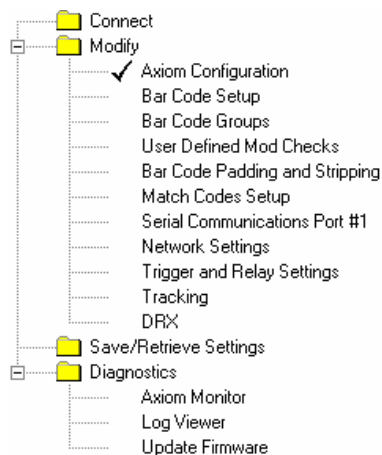 Connect
Modify
Axiom Configuration
Bar Code Setup
Bar Code Groups
User Defined Mod Checks
Bar Code Padding and Stripping
Match Codes Setup
Serial Communications Port #1
Network Settings
Trigger and Relay Settings
Tracking
DRX
Save/Retrieve Settings
Diagnostics
Axiom Monitor
Log Viewer
Update Firmware